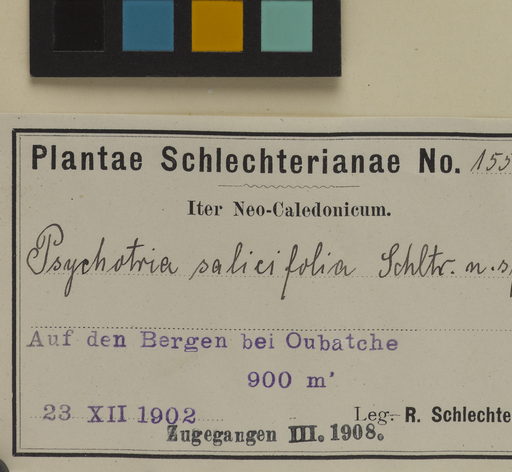 Plantae Schlechterianae No. 155
Iter Neo-Caledonicum.
Psychotria salicifolia Schltr. n. sp
Auf den Bergen bei Oubatche
900 m'
23 XII 1902
Leg. R. Schlechte
Zugegangen III. 1908.